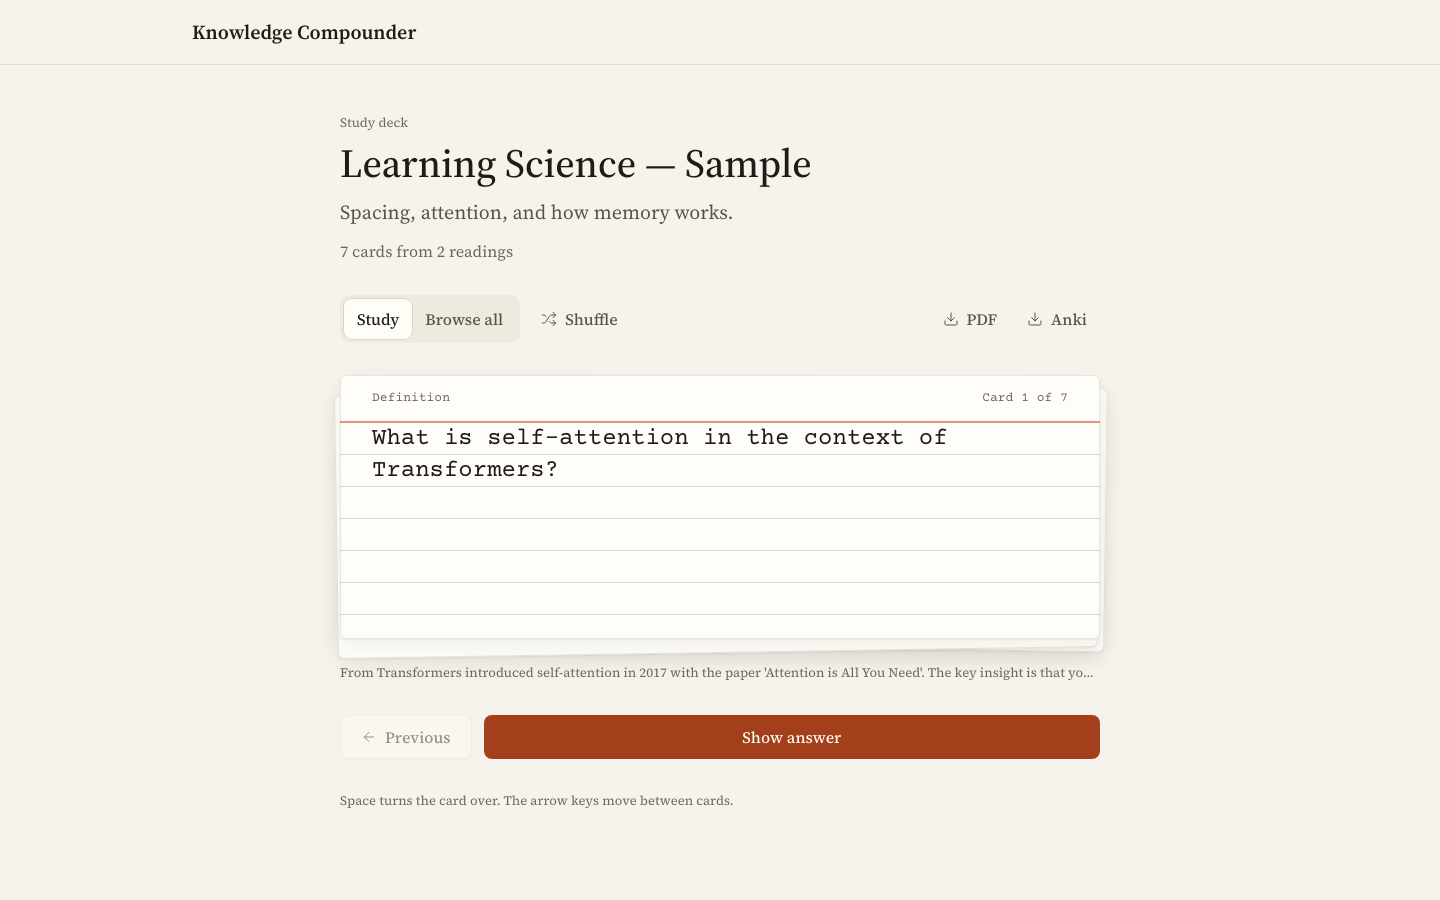 Knowledge Compounder
Study deck
Learning Science — Sample
Spacing, attention, and how memory works.
7 cards from 2 readings
Study
Browse all
Shuffle
PDF
Anki
Definition
Card 1 of 7
What is self-attention in the context of
Transformers?
From Transformers introduced self-attention in 2017 with the paper 'Attention is All You Need'. The key insight is that yo...
Previous
Show answer
Space turns the card over. The arrow keys move between cards.